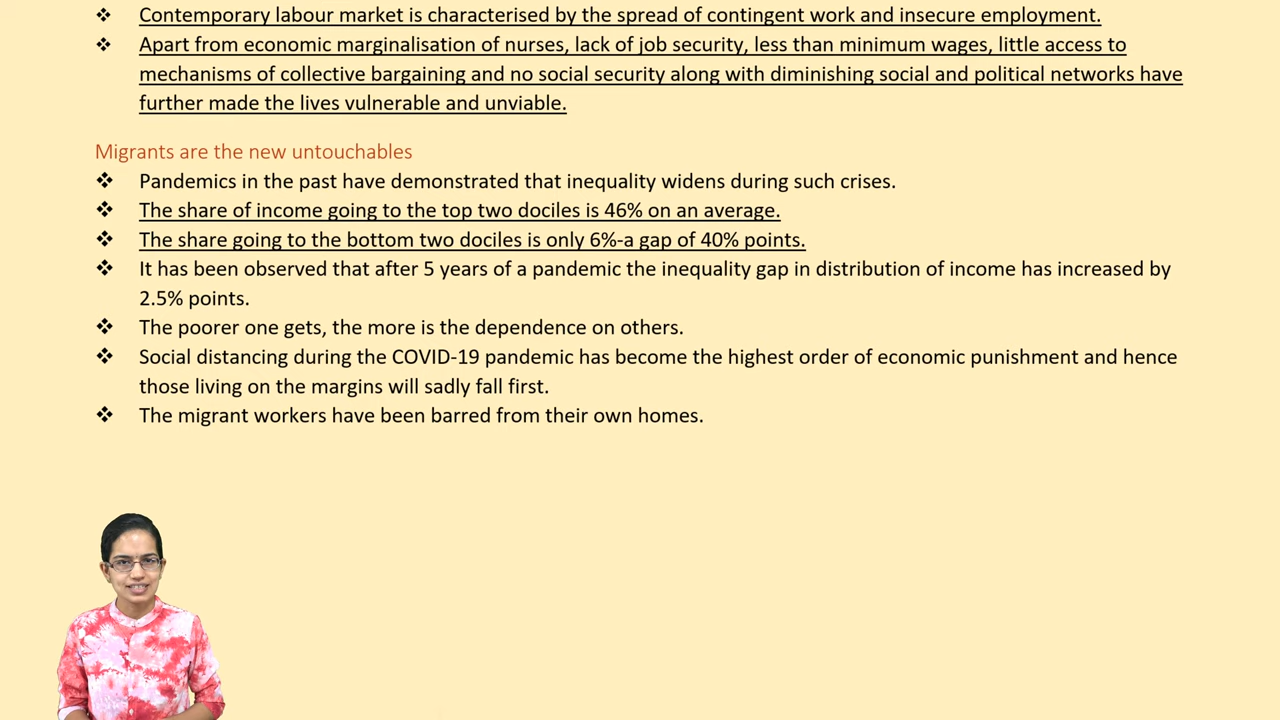 ❖ Contemporary labour market is characterised by the spread of contingent work and insecure employment.
❖ Apart from economic marginalisation of nurses, lack of job security, less than minimum wages, little access to
mechanisms of collective bargaining and no social security along with diminishing social and political networks have
further made the lives vulnerable and unviable.
Migrants are the new untouchables
❖ Pandemics in the past have demonstrated that inequality widens during such crises.
❖ The share of income going to the top two dociles is 46% on an average.
❖ The share going to the bottom two dociles is only 6%-a gap of 40% points.
❖ It has been observed that after 5 years of a pandemic the inequality gap in distribution of income has increased by
2.5% points.
❖ The poorer one gets, the more is the dependence on others.
❖ Social distancing during the COVID-19 pandemic has become the highest order of economic punishment and hence
those living on the margins will sadly fall first.
❖ The migrant workers have been barred from their own homes.